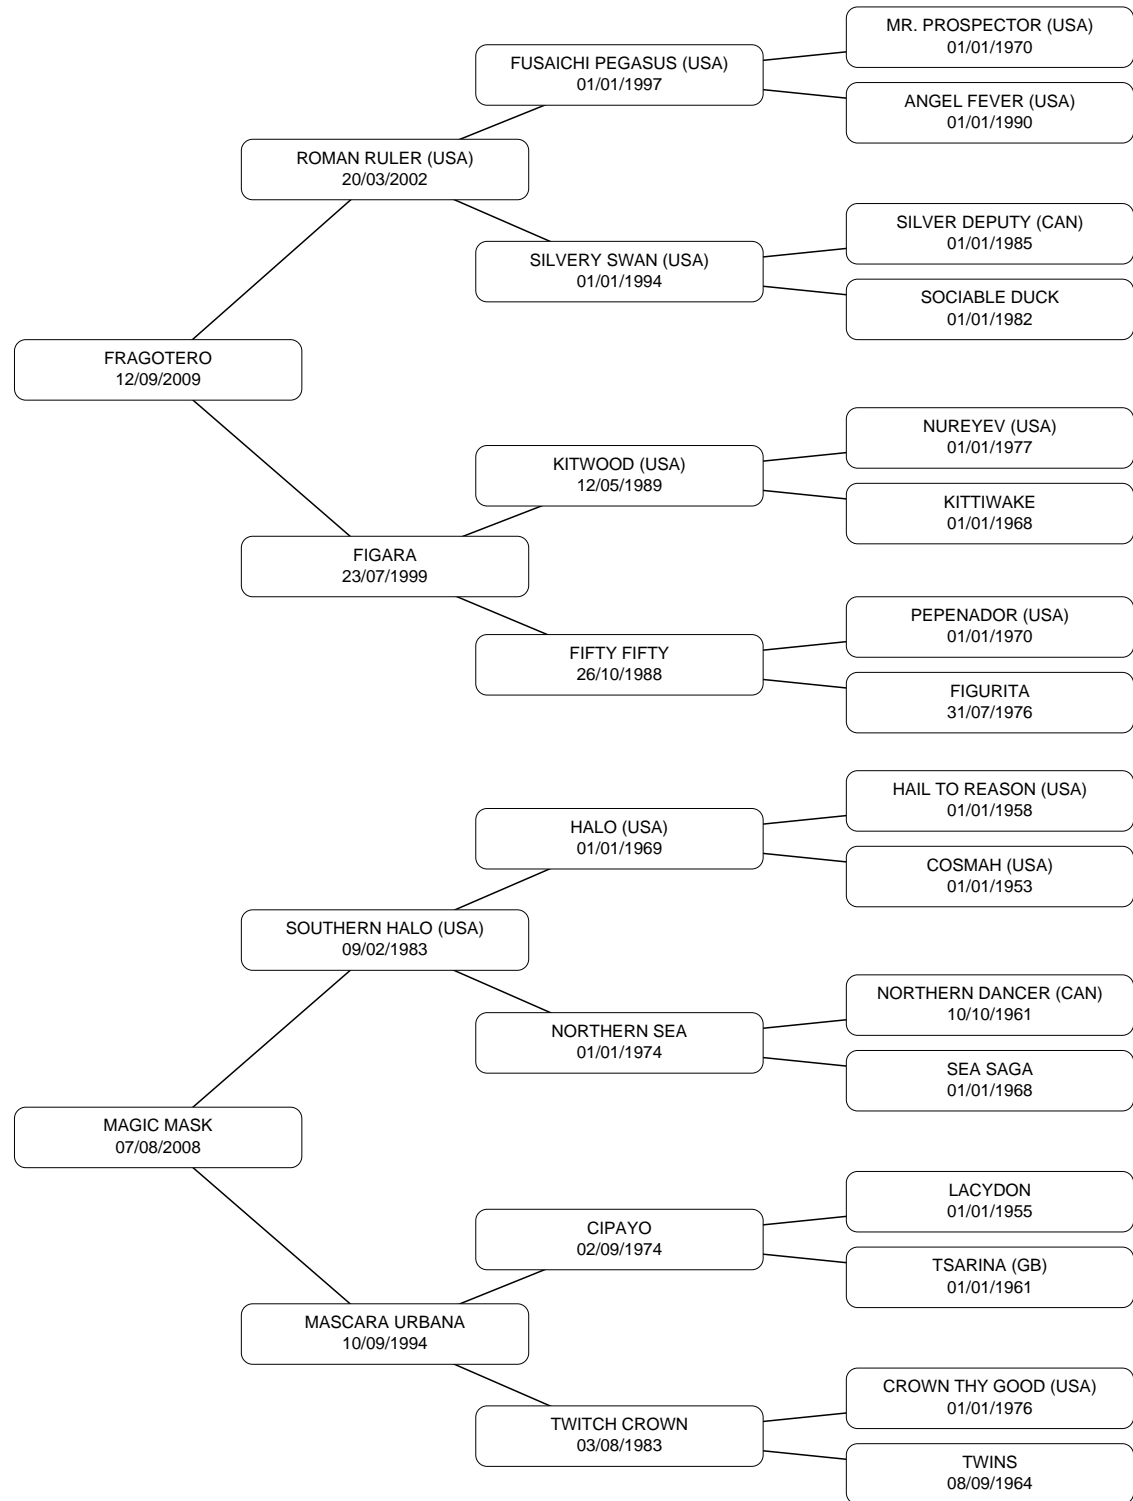 MR. PROSPECTOR (USA)
01/01/1970
FUSAICHI PEGASUS (USA)
01/01/1997
ANGEL FEVER (USA)
01/01/1990
ROMAN RULER (USA)
20/03/2002
SILVER DEPUTY (CAN)
01/01/1985
SILVERY SWAN (USA)
01/01/1994
SOCIABLE DUCK
01/01/1982
FRAGOTERO
12/09/2009
NUREYEV (USA)
01/01/1977
KITWOOD (USA)
12/05/1989
KITTIWAKE
01/01/1968
FIGARA
23/07/1999
PEPENADOR (USA)
01/01/1970
FIFTY FIFTY
26/10/1988
FIGURITA
31/07/1976
HAIL TO REASON (USA)
01/01/1958
HALO (USA)
01/01/1969
COSMAH (USA)
01/01/1953
SOUTHERN HALO (USA)
09/02/1983
NORTHERN DANCER (CAN)
10/10/1961
NORTHERN SEA
01/01/1974
SEA SAGA
01/01/1968
MAGIC MASK
07/08/2008
LACYDON
01/01/1955
CIPAYO
02/09/1974
TSARINA (GB)
01/01/1961
MASCARA URBANA
10/09/1994
CROWN THY GOOD (USA)
01/01/1976
TWITCH CROWN
03/08/1983
TWINS
08/09/1964